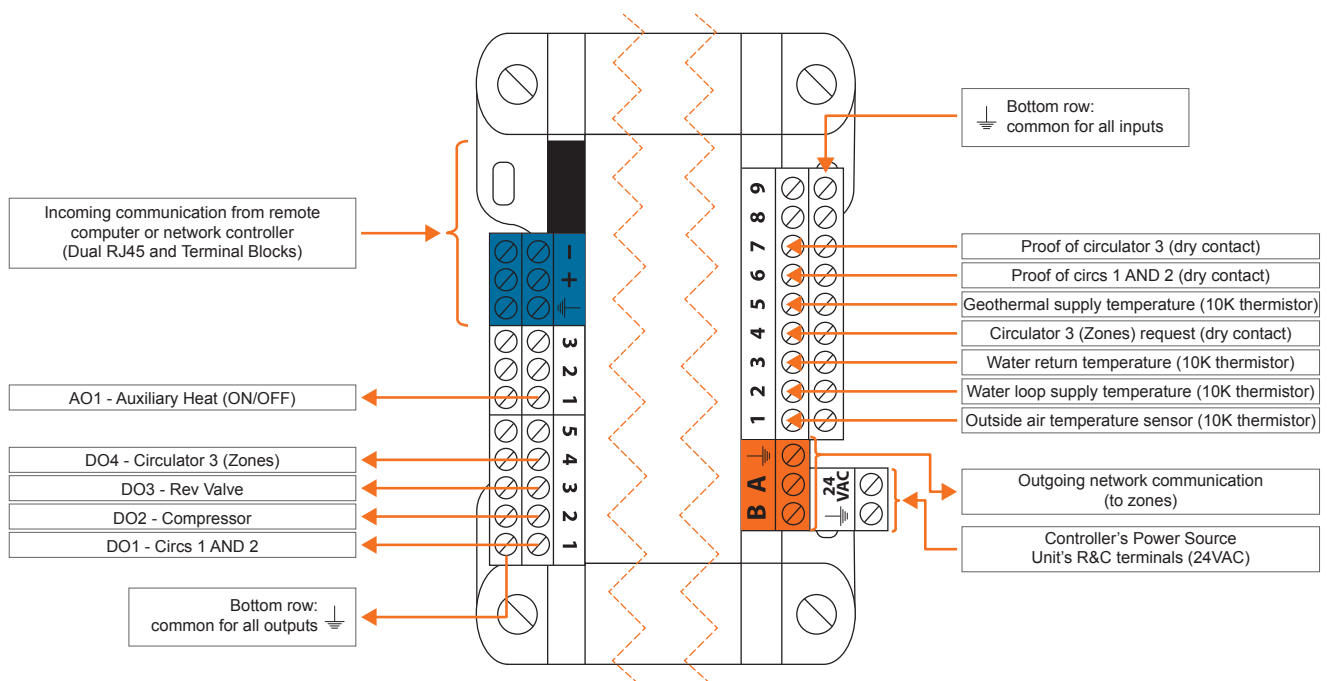 Incoming communication from remote
computer or network controller
(Dual RJ45 and Terminal Blocks)
AO1 - Auxiliary Heat (ON/OFF)
DO4 - Circulator 3 (Zones)
DO3 - Rev Valve
DO2 - Compressor
DO1 - Circs 1 AND 2
Bottom row:
common for all outputs
–
+
3
2
1
5
4
3
2
1
9
8
7
6
5
4
3
2
1
A
B
24
VAC
Bottom row:
common for all inputs
Proof of circulator 3 (dry contact)
Proof of circs 1 AND 2 (dry contact)
Geothermal supply temperature (10K thermistor)
Circulator 3 (Zones) request (dry contact)
Water return temperature (10K thermistor)
Water loop supply temperature (10K thermistor)
Outside air temperature sensor (10K thermistor)
Outgoing network communication
(to zones)
Controller's Power Source
Unit's R&C terminals (24VAC)